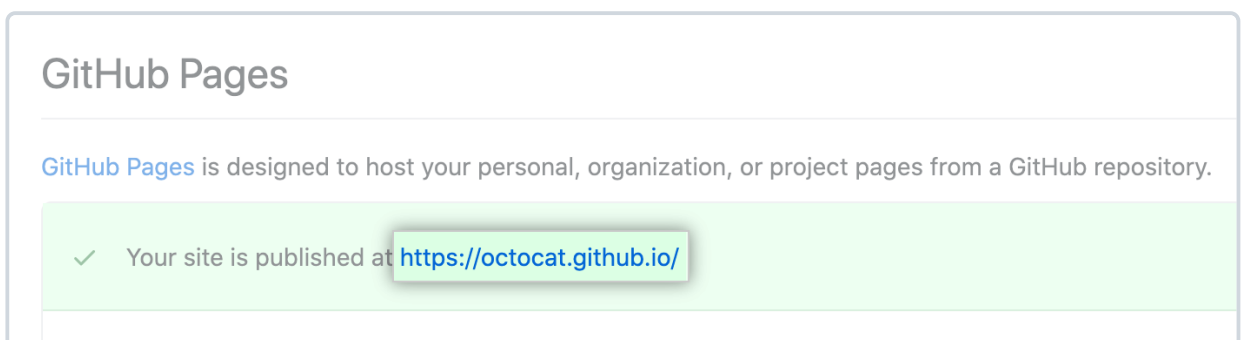 GitHub Pages
GitHub Pages is designed to host your personal, organization, or project pages from a GitHub repository.
Your site is published at https://octocat.github.io/